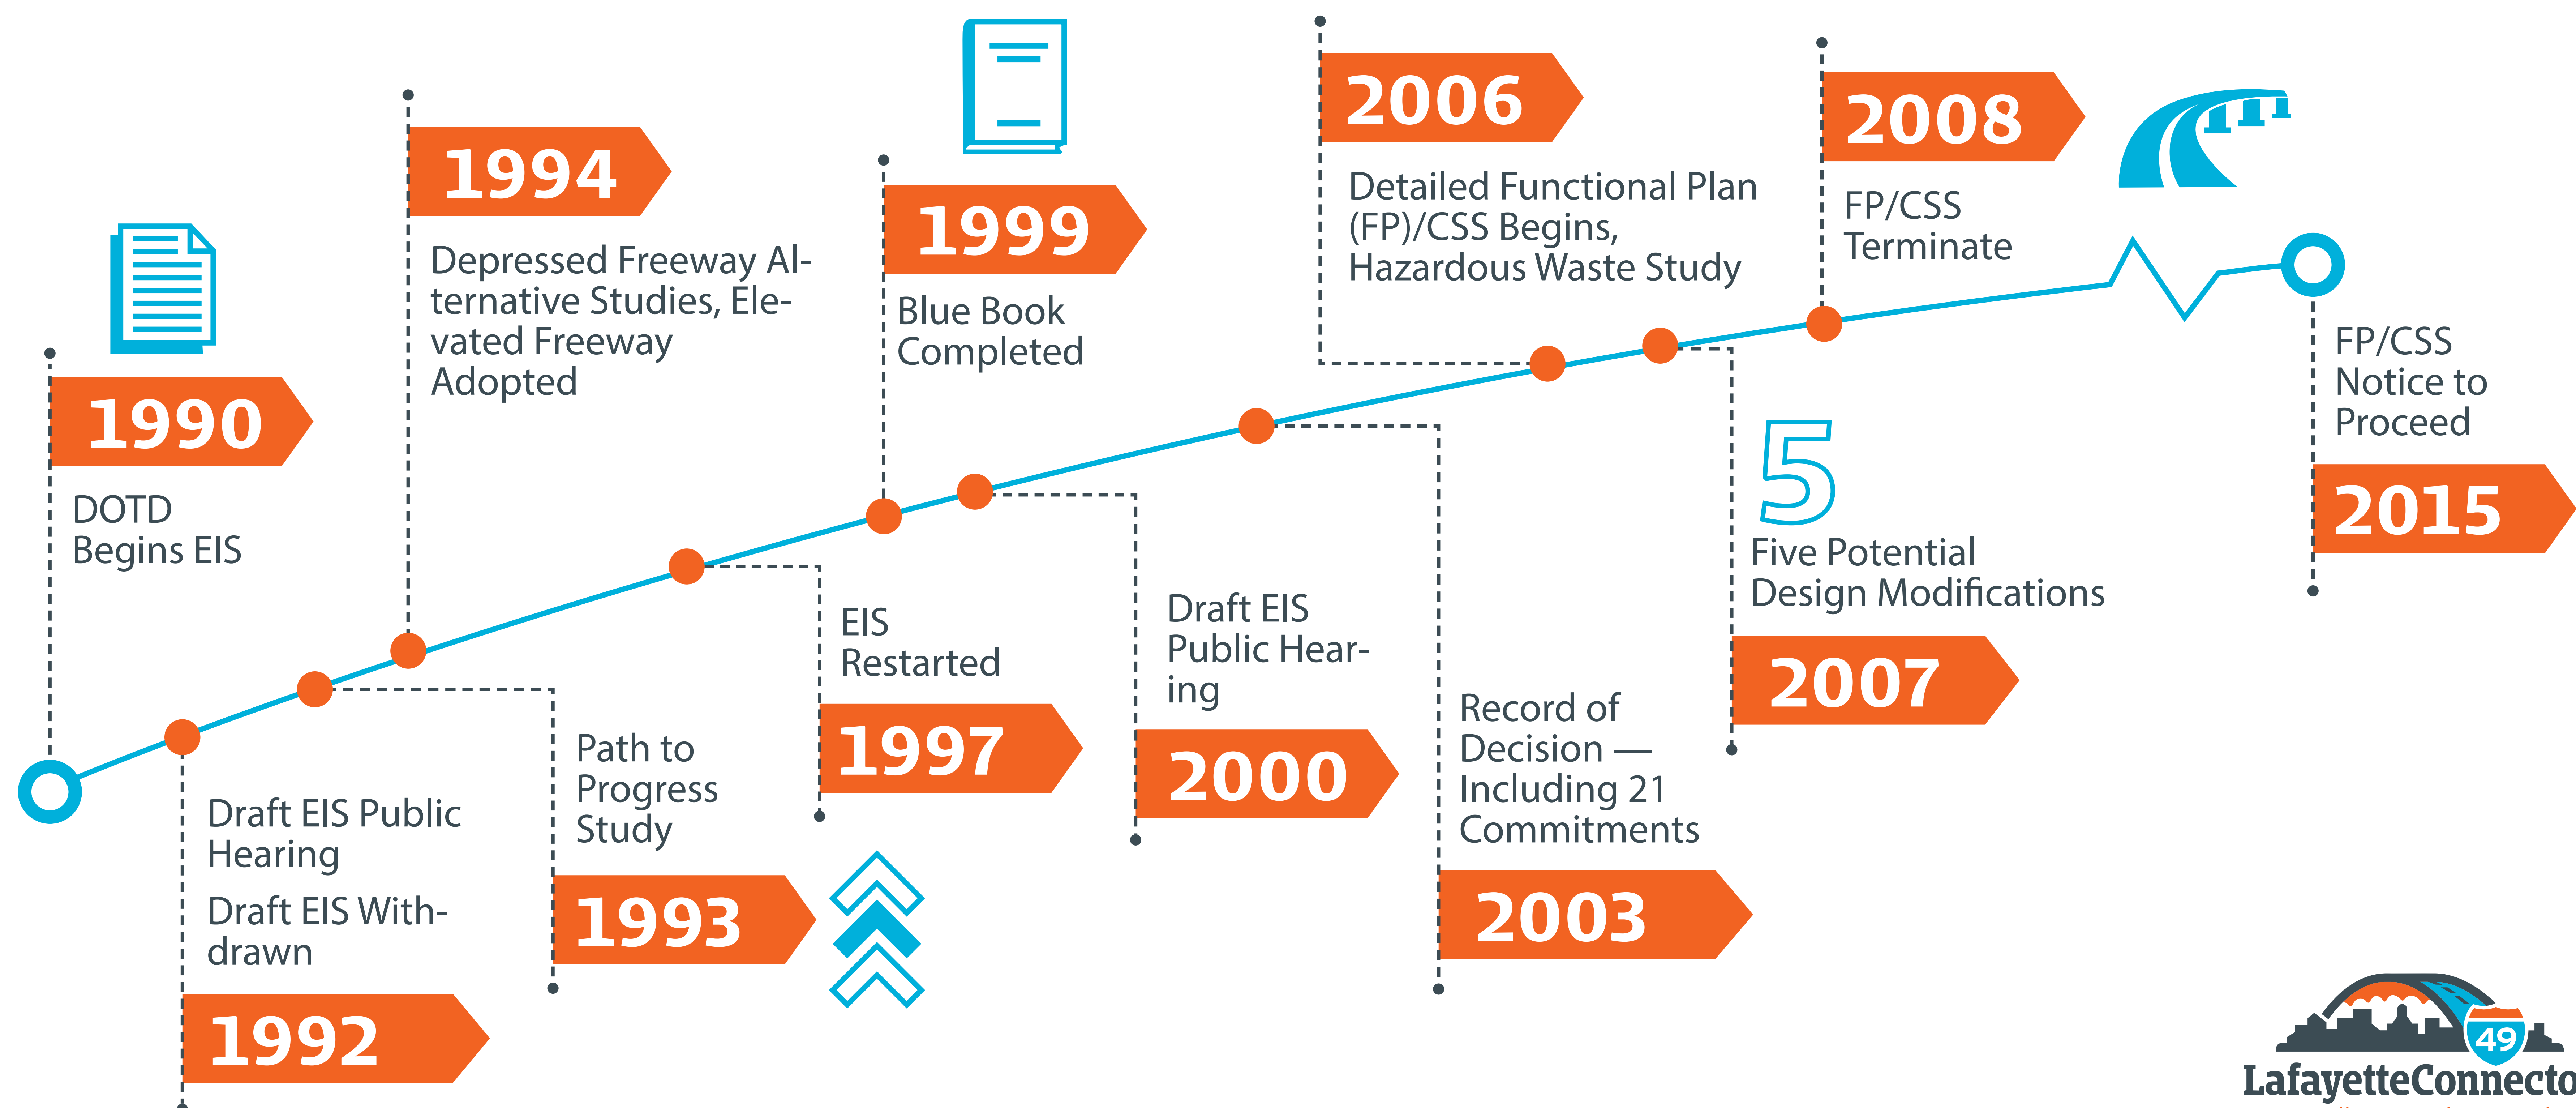 1990
DOTD
Begins EIS
Draft EIS Public
Hearing
Draft EIS With-
drawn
1992
Path to
Progress
Study
1993
1994
Depressed Freeway Al-
ternative Studies, Ele-
vated Freeway
Adopted
EIS
Restarted
1997
1999
Blue Book
Completed
Draft EIS
Public Hear-
ing
2000
Record of
Decision —
Including 21
Commitments
2003
2006
Detailed Functional Plan
(FP)/CSS Begins,
Hazardous Waste Study
5
Five Potential
Design Modifications
2007
2008
FP/CSS
Terminate
FP/CSS
Notice to
Proceed
2015
49
LafayetteConnecto